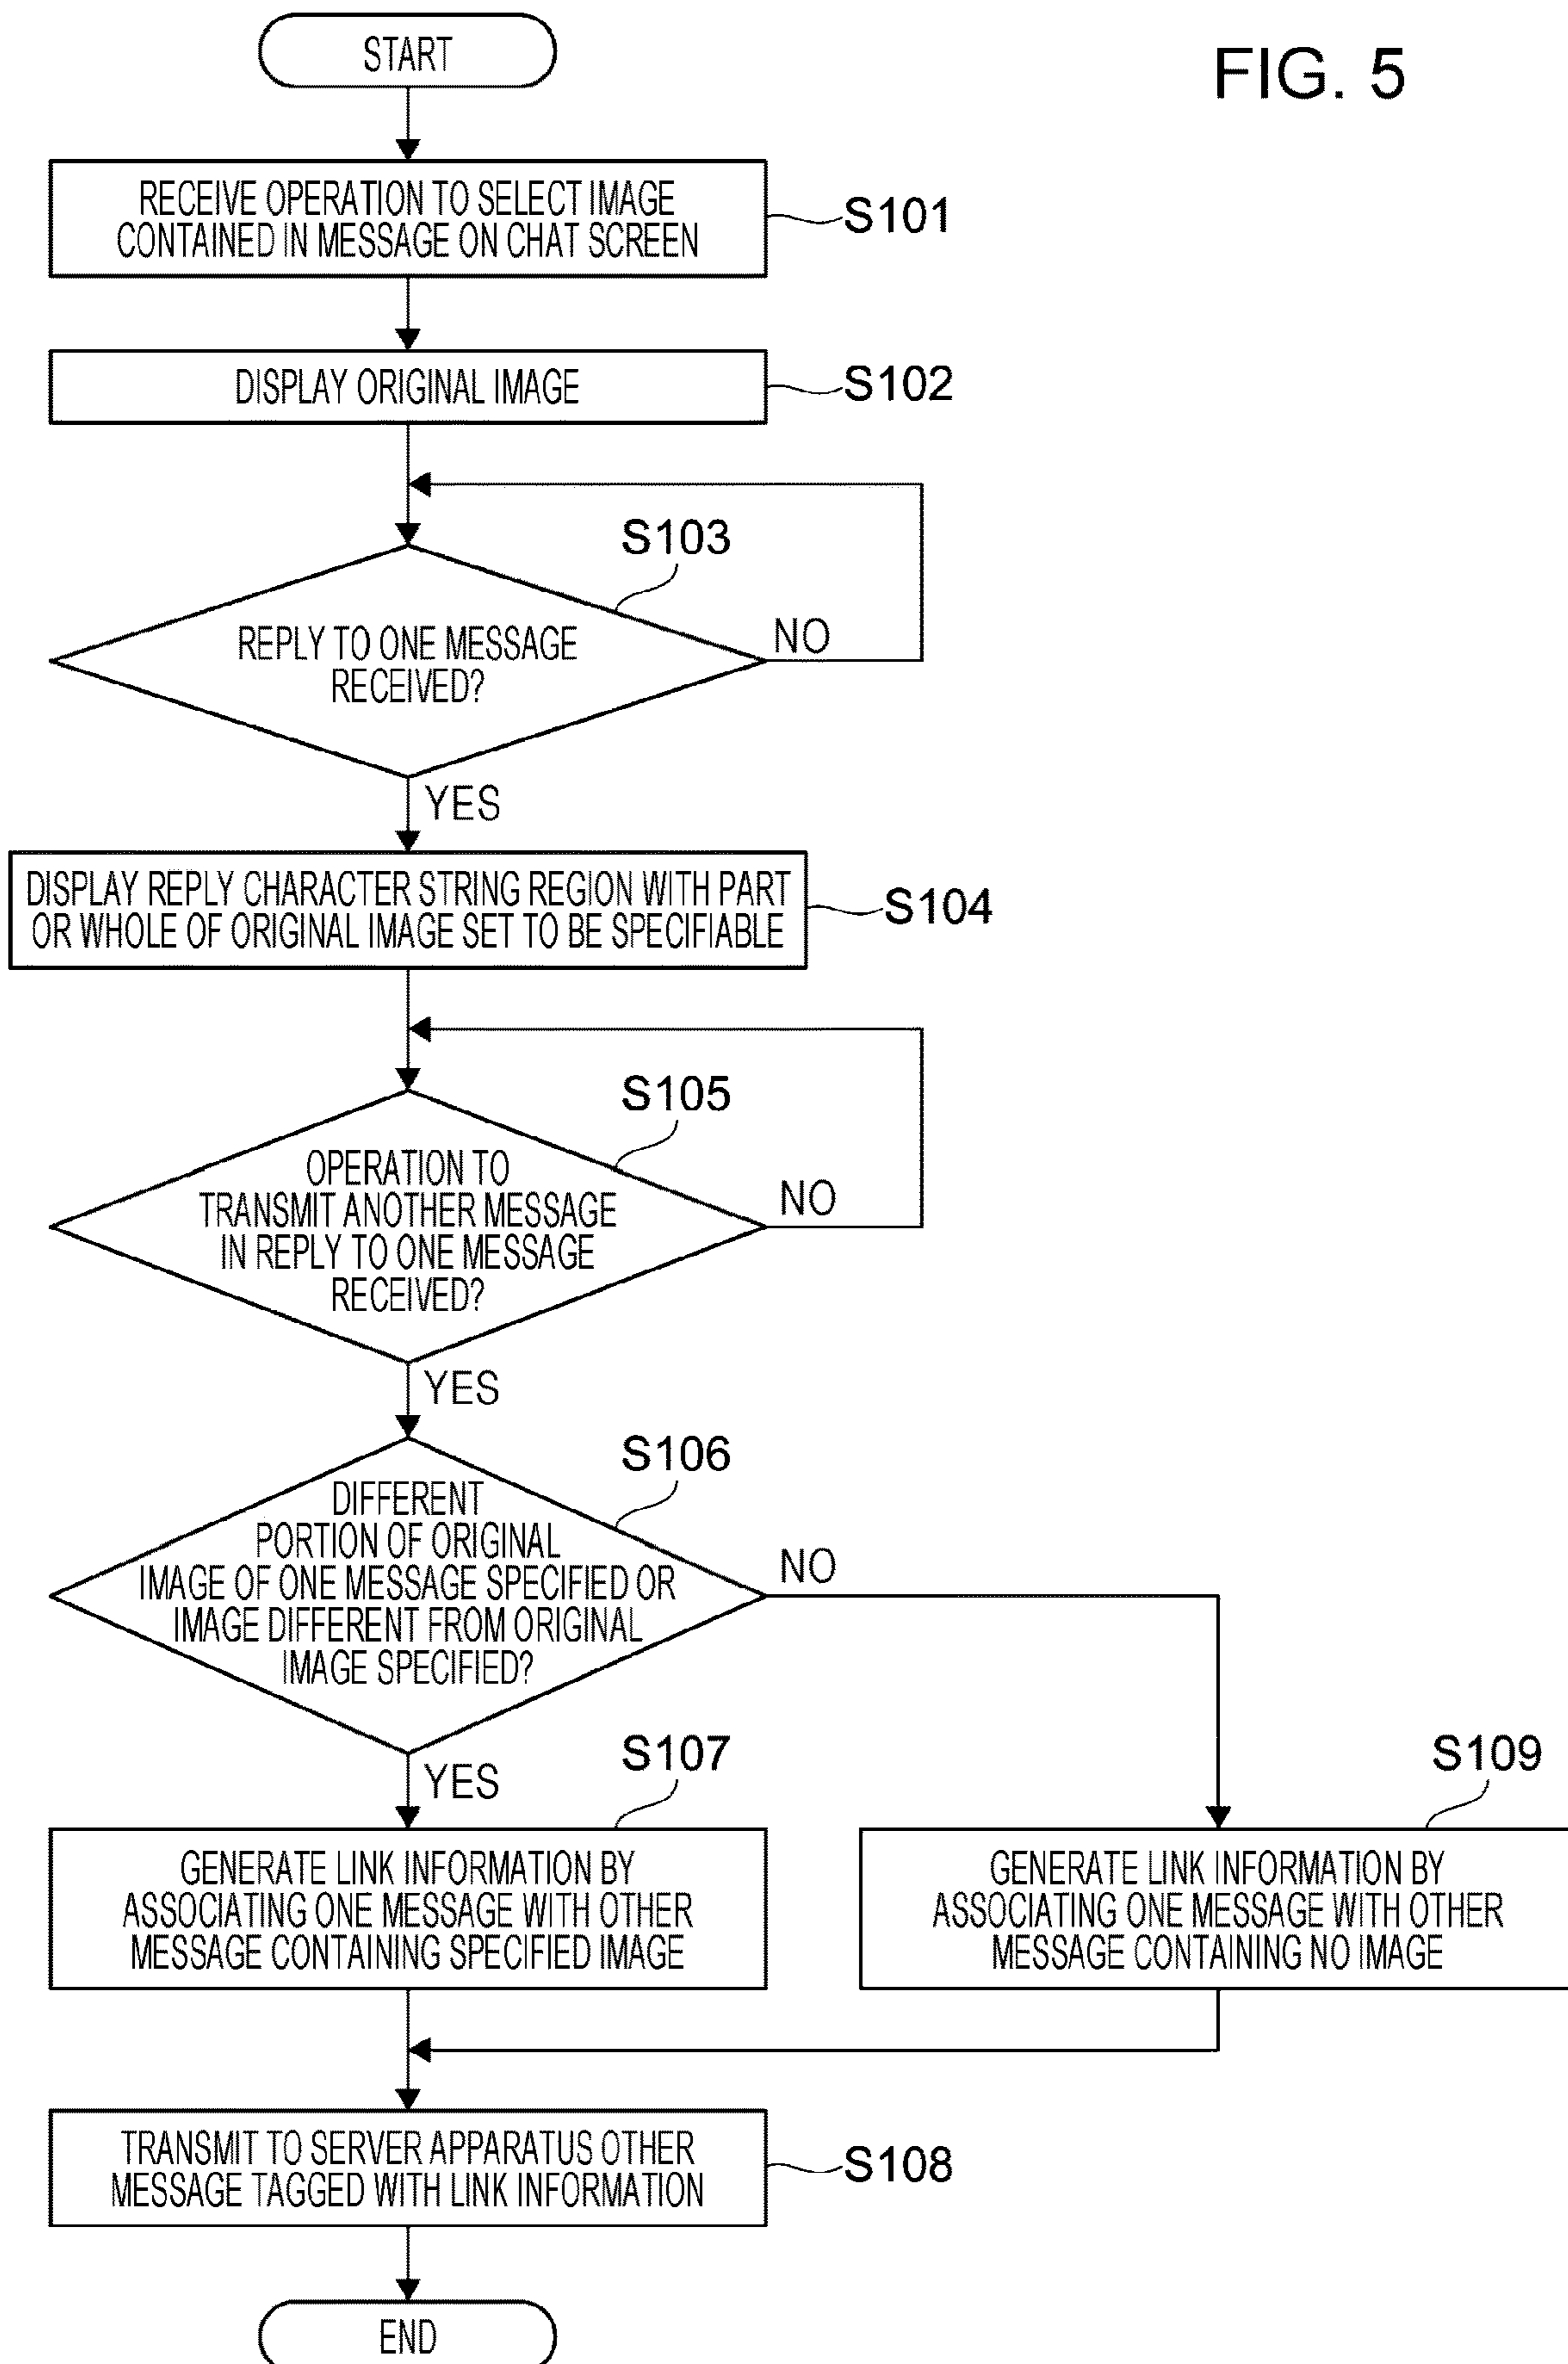 START
FIG. 5
RECEIVE OPERATION TO SELECT IMAGE
CONTAINED IN MESSAGE ON CHAT SCREEN
S101
DISPLAY ORIGINAL IMAGE
S102
S103
REPLY TO ONE MESSAGE
RECEIVED?
NO
YES
DISPLAY REPLY CHARACTER STRING REGION WITH PART
OR WHOLE OF ORIGINAL IMAGE SET TO BE SPECIFIABLE
S104
S105
OPERATION TO
TRANSMIT ANOTHER MESSAGE
IN REPLY TO ONE MESSAGE
RECEIVED?
NO
YES
S106
DIFFERENT
PORTION OF ORIGINAL
IMAGE OF ONE MESSAGE SPECIFIED OR
IMAGE DIFFERENT FROM ORIGINAL
IMAGE SPECIFIED?
NO
YES
S107
GENERATE LINK INFORMATION BY
ASSOCIATING ONE MESSAGE WITH OTHER
MESSAGE CONTAINING SPECIFIED IMAGE
S109
GENERATE LINK INFORMATION BY
ASSOCIATING ONE MESSAGE WITH OTHER
MESSAGE CONTAINING NO IMAGE
TRANSMIT TO SERVER APPARATUS OTHER
MESSAGE TAGGED WITH LINK INFORMATION
S108
END